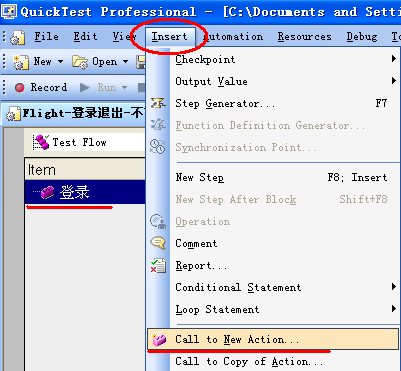 QuickTest Professional - [C:\Documents and Setti
File Edit View Insert Automation Resources Debug
New Open
Record Run
Flight-登录退出-不
Test Flow
Item
登录
Checkpoint
Output Value
Step Generator... F7
Function Definition Generator...
Synchronization Point...
New Step F8; Insert
New Step After Block Shift+F8
Operation
Comment
Report...
Conditional Statement
Loop Statement
Call to New Action...
Call to Copy of Action...